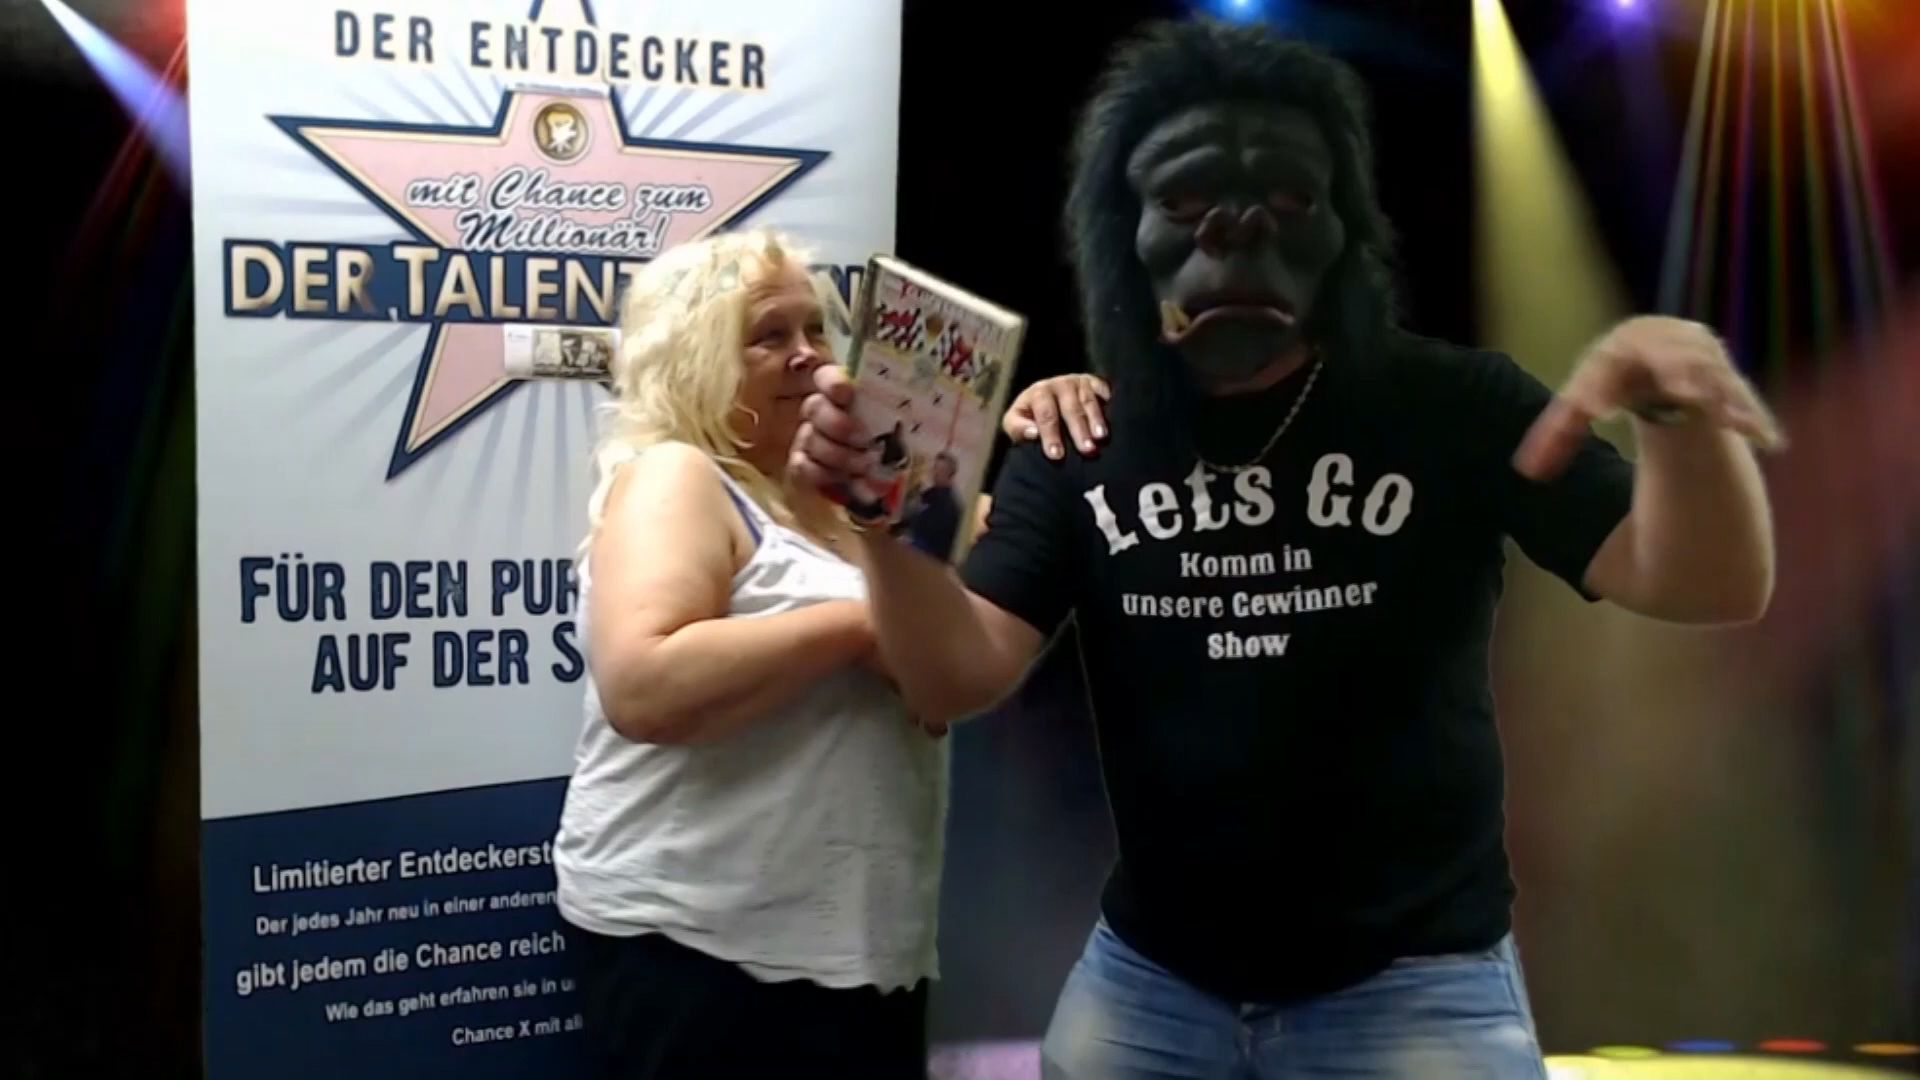 DER ENTDECKER
mit Chance zum
Millionär!
DER TALENT
FÜR DEN PUR
AUF DER S
Limitierter Entdeckerst
Der jedes Jahr neu in einer anderen
gibt jedem die Chance reich
Wie das geht erfahren sie in u
Chance X mit all
Lets Go
Komm in
unsere Gewinner
Show